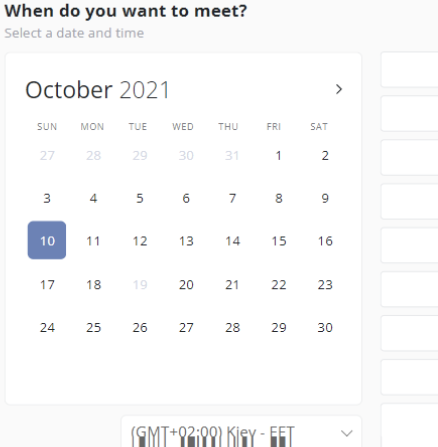 When do you want to meet?
Select a date and time
October 2021
SUN MON TUE WED THU FRI SAT
27 28 29 30 31 1 2
3 4 5 6 7 8 9
10 11 12 13 14 15 16
17 18 19 20 21 22 23
24 25 26 27 28 29 30
(GMT+02:00) Kiev - EET